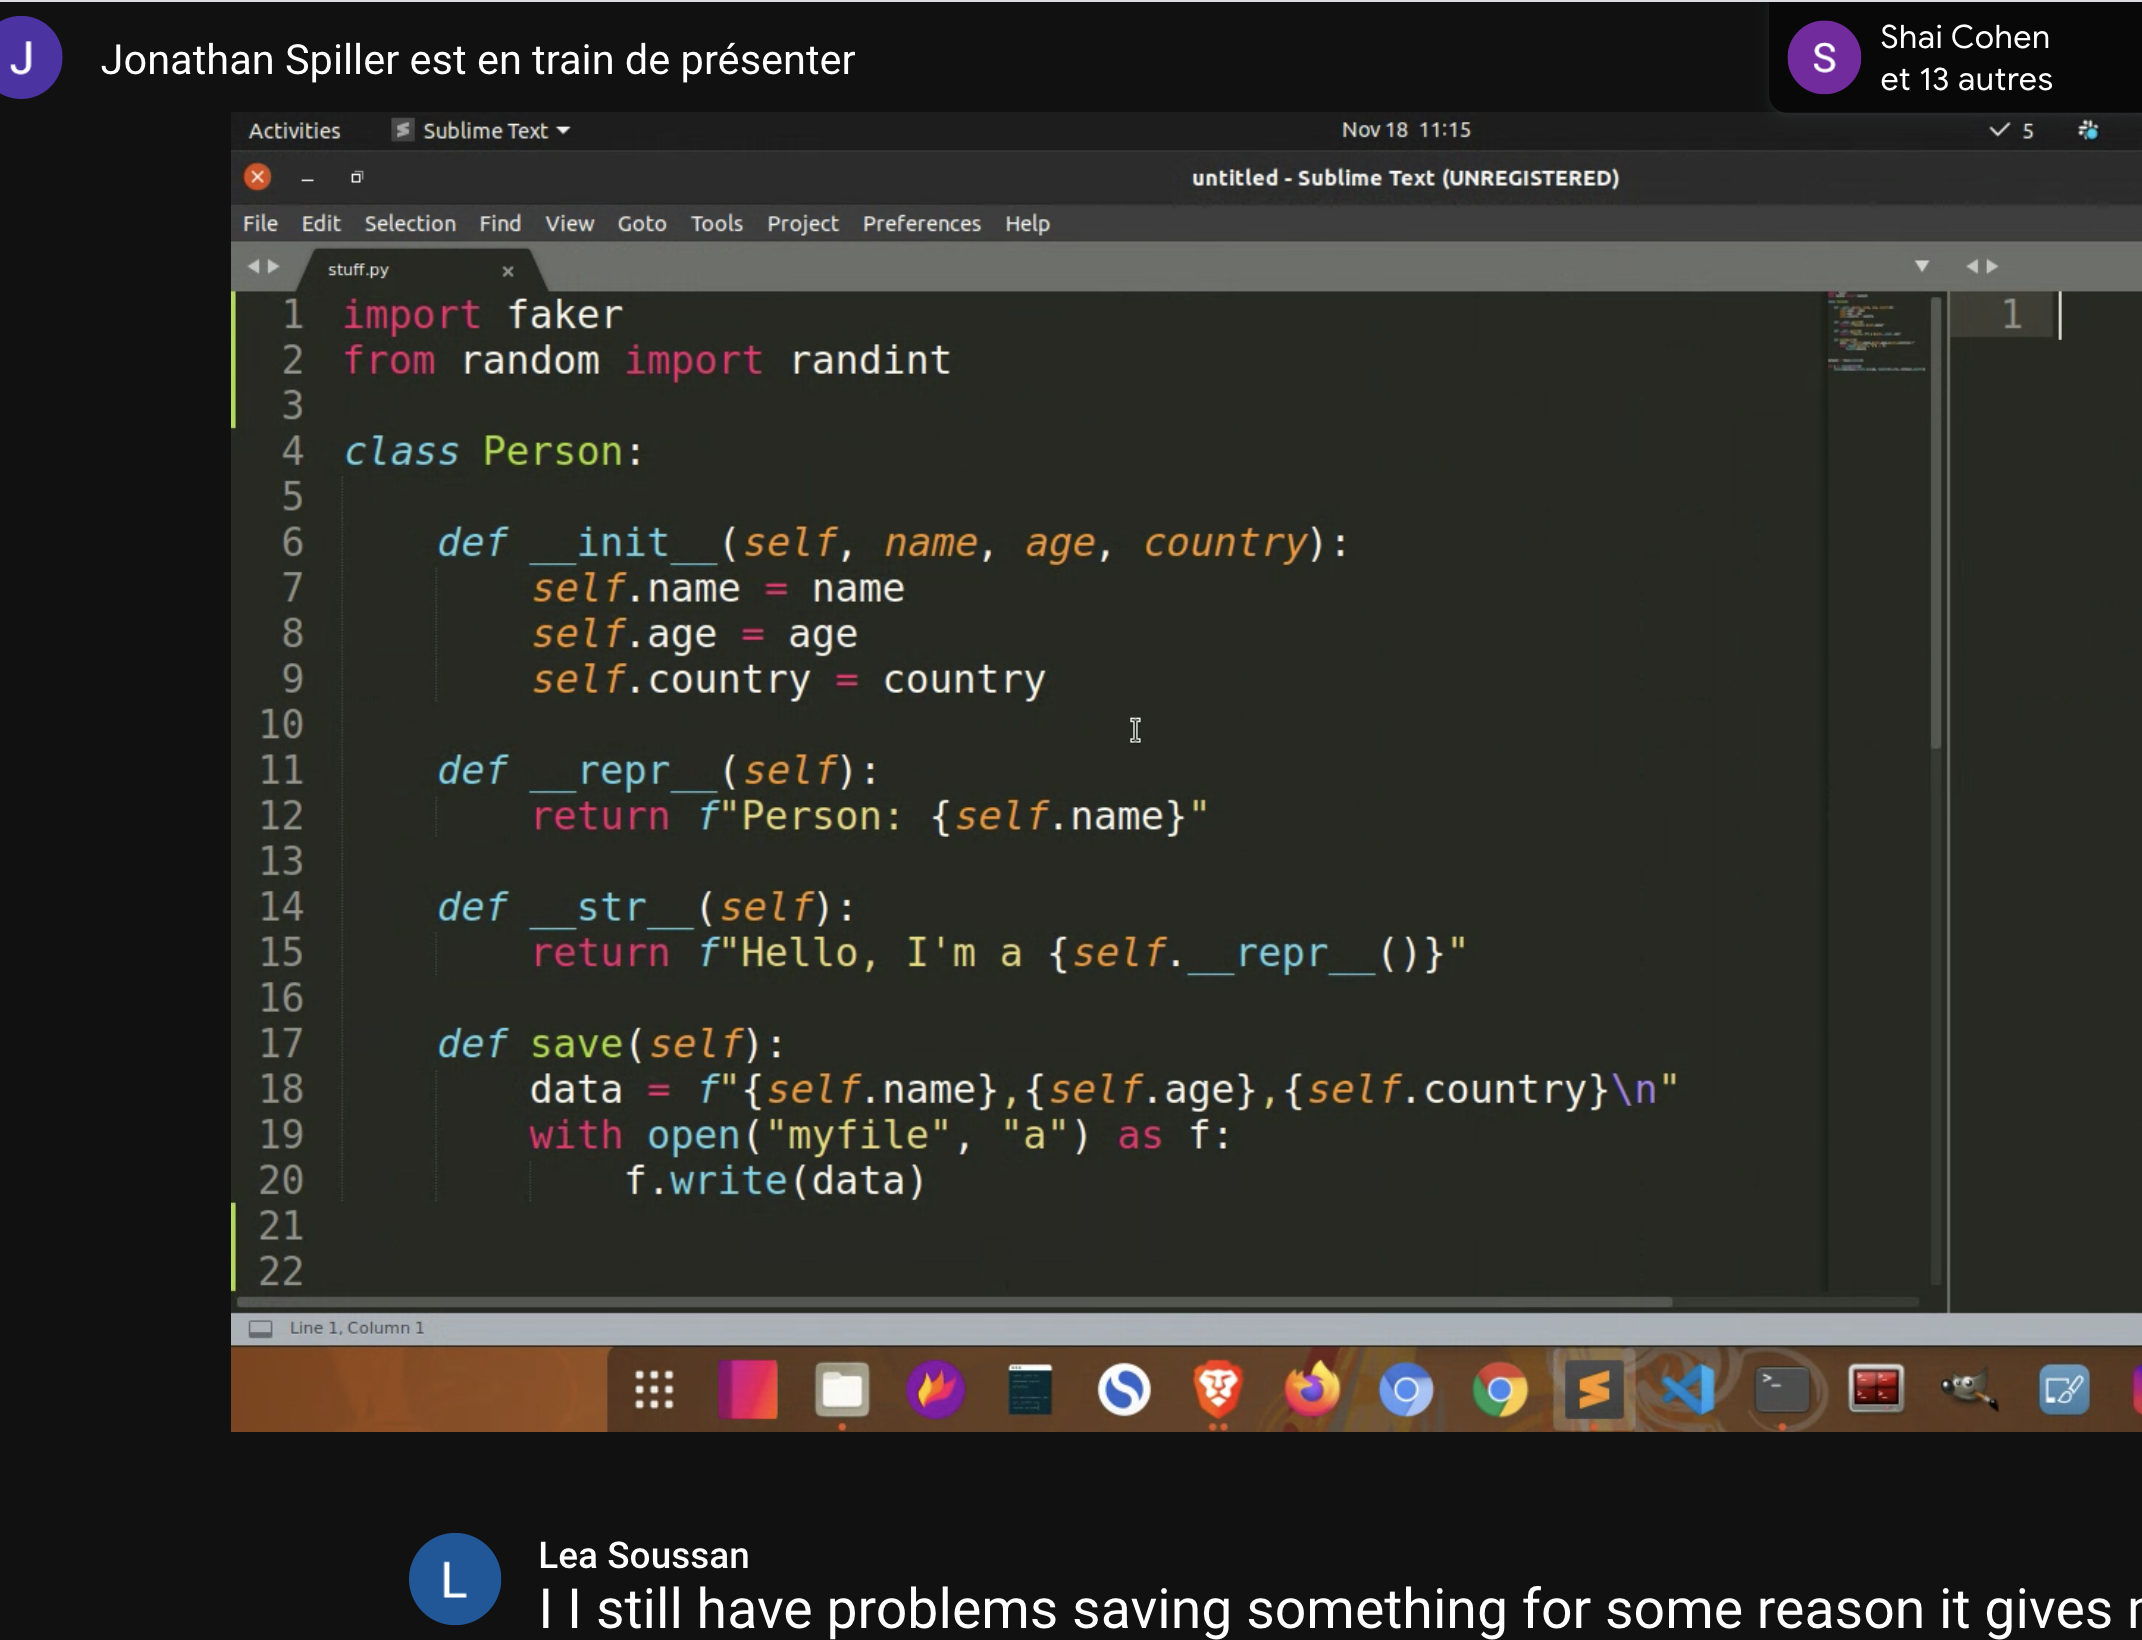 J Jonathan Spiller est en train de présenter
S Shai Cohen
et 13 autres
Activities Sublime Text Nov 18 11:15 5
untitled - Sublime Text (UNREGISTERED)
File Edit Selection Find View Goto Tools Project Preferences Help
stuff.py
1 import faker 1
2 from random import randint
3
4 class Person:
5
6 def __init__(self, name, age, country):
7 self.name = name
8 self.age = age
9 self.country = country
10
11 def __repr__(self):
12 return f"Person: {self.name}"
13
14 def __str__(self):
15 return f"Hello, I'm a {self.__repr__()}"
16
17 def save(self):
18 data = f"{self.name},{self.age},{self.country}\n"
19 with open("myfile", "a") as f:
20 f.write(data)
21
22
Line 1, Column 1
L Lea Soussan
I I still have problems saving something for some reason it gives